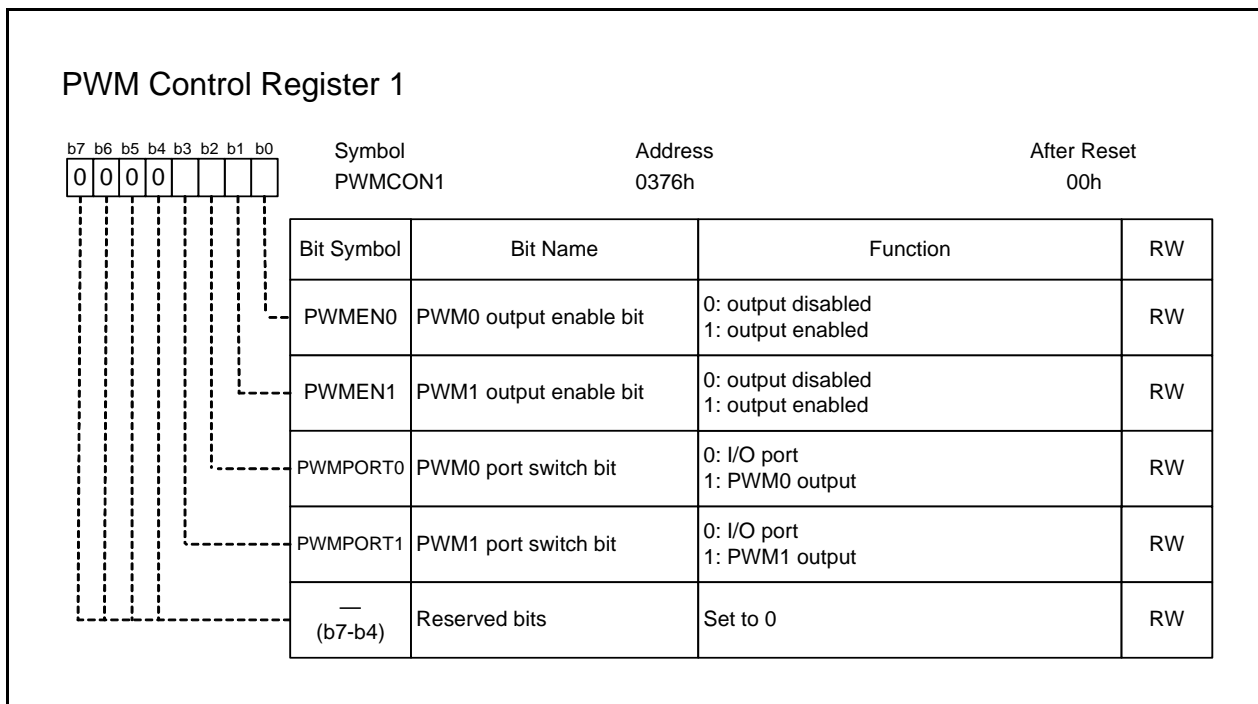 PWM Control Register 1
b7 b6 b5 b4 b3 b2 b1 b0
0 0 0 0
Symbol Address After Reset
PWMCON1 0376h 00h
Bit Symbol Bit Name Function RW
PWMEN0 PWM0 output enable bit 0: output disabled RW
1: output enabled
PWMEN1 PWM1 output enable bit 0: output disabled RW
1: output enabled
PWMPORT0 PWM0 port switch bit 0: I/O port RW
1: PWM0 output
PWMPORT1 PWM1 port switch bit 0: I/O port RW
1: PWM1 output
— Reserved bits Set to 0 RW
(b7-b4)